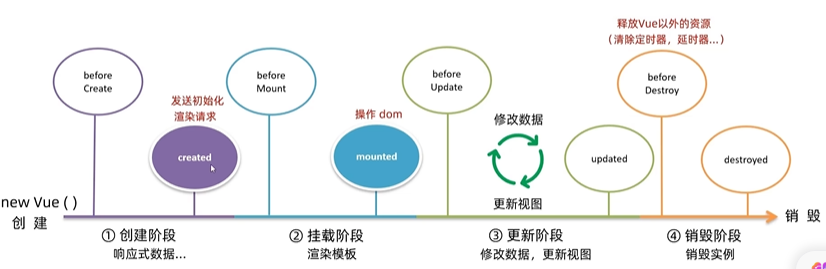 释放Vue以外的资源
（清除定时器，延时器...）
before
Create
发送初始化
渲染请求
created
before
Mount
操作 dom
mounted
before
Update
修改数据
更新视图
updated
before
Destroy
destroyed
new Vue ( )
创 建
销 毁
① 创建阶段
响应式数据...
② 挂载阶段
渲染模板
③ 更新阶段
修改数据，更新视图
④ 销毁阶段
销毁实例